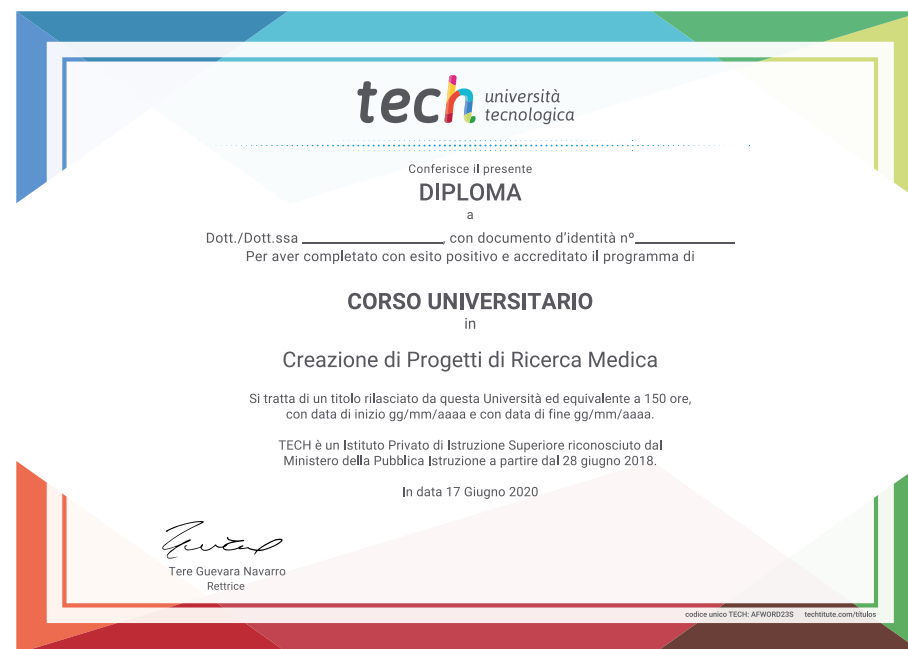 tech università
tecnologica
Conferisce il presente
DIPLOMA
a
Dott./Dott.ssa ____________________, con documento d'identità nº______________
Per aver completato con esito positivo e accreditato il programma di
CORSO UNIVERSITARIO
in
Creazione di Progetti di Ricerca Medica
Si tratta di un titolo rilasciato da questa Università ed equivalente a 150 ore,
con data di inizio gg/mm/aaaa e con data di fine gg/mm/aaaa.
TECH è un Istituto Privato di Istruzione Superiore riconosciuto dal
Ministero della Pubblica Istruzione a partire dal 28 giugno 2018.
In data 17 Giugno 2020
Tere Guevara Navarro
Rettrice
codice unico TECH: AFWORD23S techtitute.com/títulos